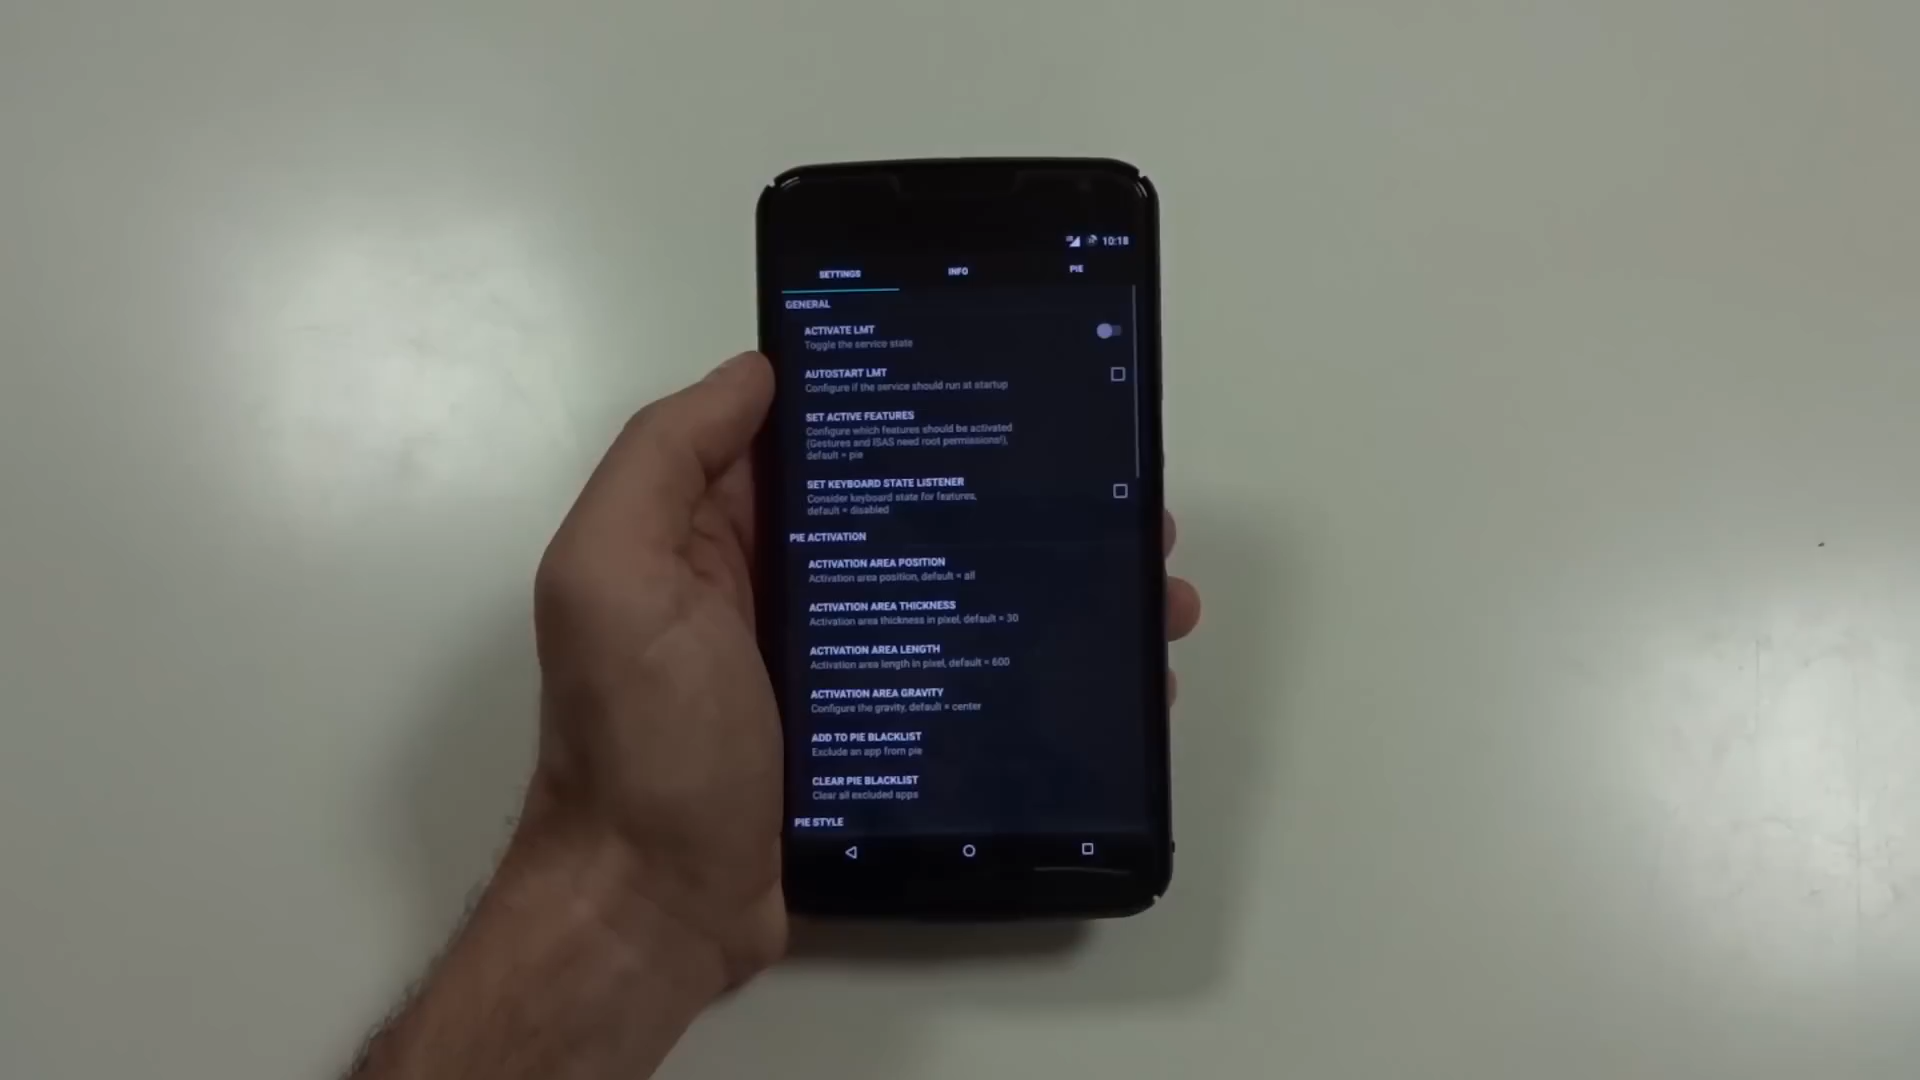 10:18
SETTINGS INFO PIE
GENERAL
ACTIVATE LMT
Toggle the service state
AUTOSTART LMT
Configure if the service should run at startup
SET ACTIVE FEATURES
Configure which features should be activated
(Gestures and ISAS need root permissions!),
default = pie
SET KEYBOARD STATE LISTENER
Consider keyboard state for features,
default = disabled
PIE ACTIVATION
ACTIVATION AREA POSITION
Activation area position, default = all
ACTIVATION AREA THICKNESS
Activation area thickness in pixel, default = 30
ACTIVATION AREA LENGTH
Activation area length in pixel, default = 600
ACTIVATION AREA GRAVITY
Configure the gravity, default = center
ADD TO PIE BLACKLIST
Exclude an app from pie
CLEAR PIE BLACKLIST
Clear all excluded apps
PIE STYLE